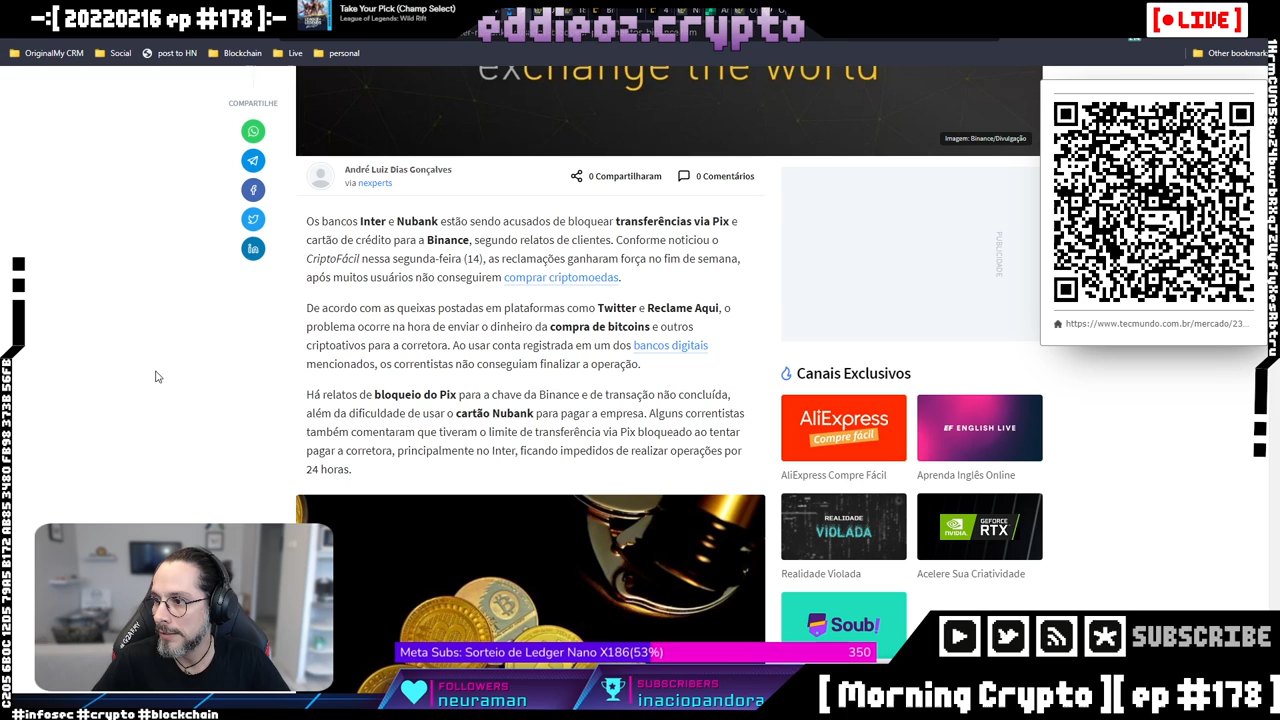 -:[ 20220216 ep #178 ]:-
Take Your Pick (Champ Select)
League of Legends: Wild Rift
eddieoz.crypto
[● LIVE ]
OriginalMy CRM
Social
post to HN
Blockchain
Live
personal
Other bookmark
exchange the world
COMPARTILHE
Imagem: Binance/Divulgação
André Luiz Dias Gonçalves
via nexperts
0 Compartilharam
0 Comentários
Os bancos Inter e Nubank estão sendo acusados de bloquear transferências via Pix e
cartão de crédito para a Binance, segundo relatos de clientes. Conforme noticiou o
CriptoFácil nessa segunda-feira (14), as reclamações ganharam força no fim de semana,
após muitos usuários não conseguirem comprar criptomoedas.
De acordo com as queixas postadas em plataformas como Twitter e Reclame Aqui, o
problema ocorre na hora de enviar o dinheiro da compra de bitcoins e outros
criptoativos para a corretora. Ao usar conta registrada em um dos bancos digitais
mencionados, os correntistas não conseguiam finalizar a operação.
Há relatos de bloqueio do Pix para a chave da Binance e de transação não concluída,
além da dificuldade de usar o cartão Nubank para pagar a empresa. Alguns correntistas
também comentaram que tiveram o limite de transferência via Pix bloqueado ao tentar
pagar a corretora, principalmente no Inter, ficando impedidos de realizar operações por
24 horas.
PUBLICIDADE
https://www.tecmundo.com.br/mercado/23...
Canais Exclusivos
AliExpress
Compre fácil
EF ENGLISH LIVE
AliExpress Compre Fácil
Aprenda Inglês Online
REALIDADE
VIOLADA
NVIDIA
GEFORCE
RTX
Realidade Violada
Acelere Sua Criatividade
Soub!
Meta Subs: Sorteio de Ledger Nano X186(53%)
350
FOLLOWERS
neuraman
SUBSCRIBERS
inaciopandora
SUBSCRIBE
[ Morning Crypto ][ ep #178 ]
#infosec #crypto #blockchain